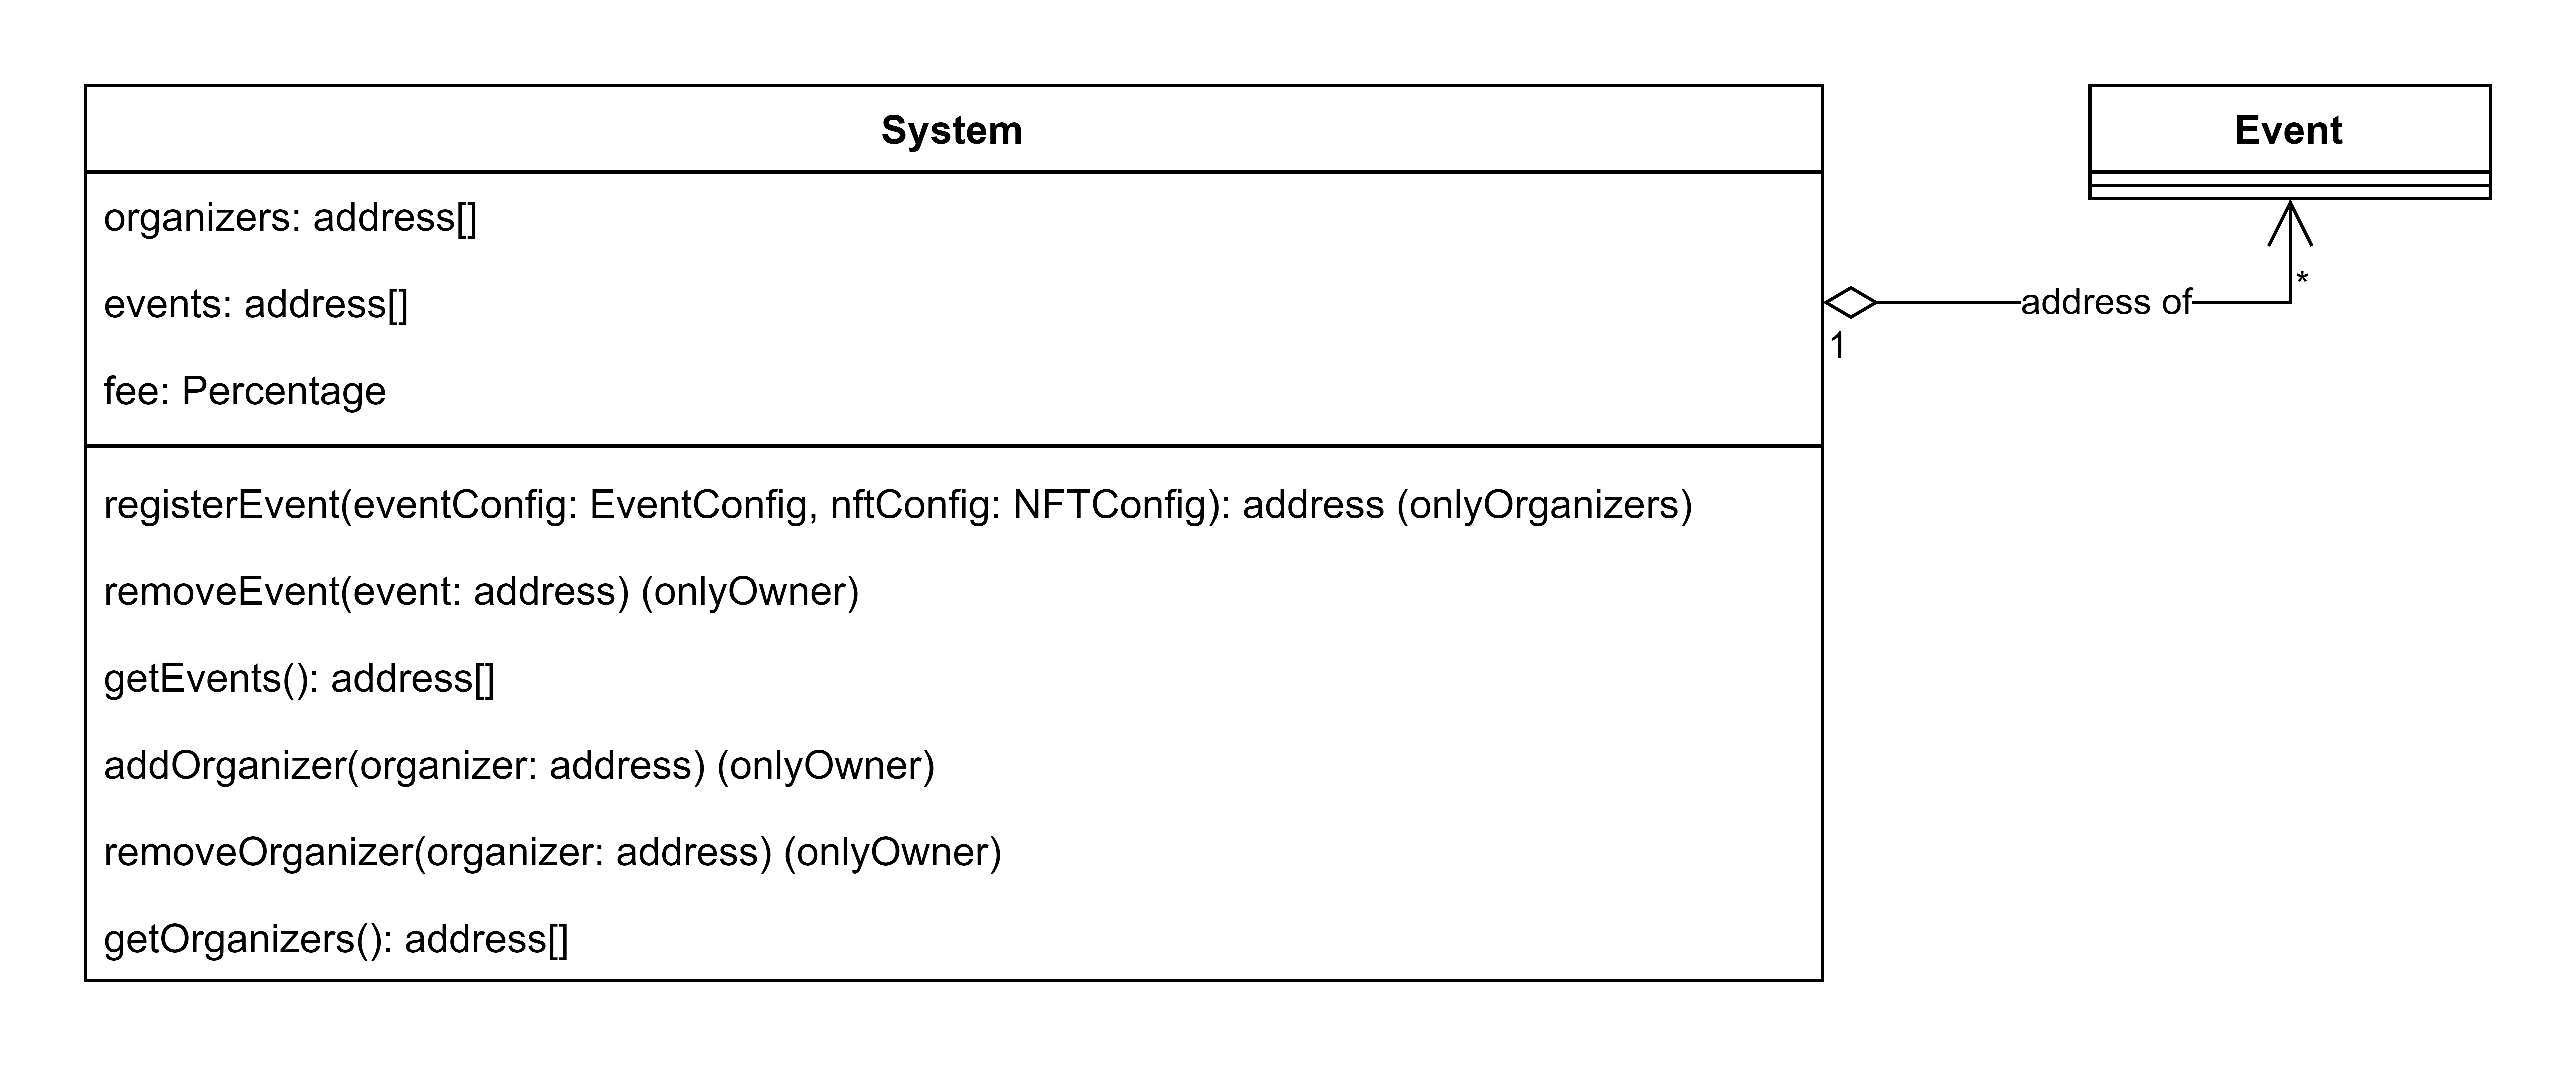 System
organizers: address[]
events: address[]
fee: Percentage
registerEvent(eventConfig: EventConfig, nftConfig: NFTConfig): address (onlyOrganizers)
removeEvent(event: address) (onlyOwner)
getEvents(): address[]
addOrganizer(organizer: address) (onlyOwner)
removeOrganizer(organizer: address) (onlyOwner)
getOrganizers(): address[]
1
address of
*
Event